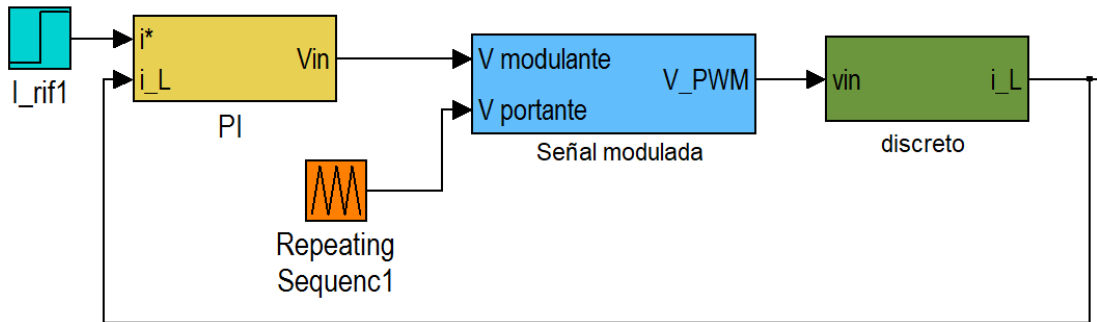 I_rif1
i*
i_L
Vin
PI
V modulante
V portante
V_PWM
Señal modulada
vin
i_L
discreto
Repeating
Sequenc1